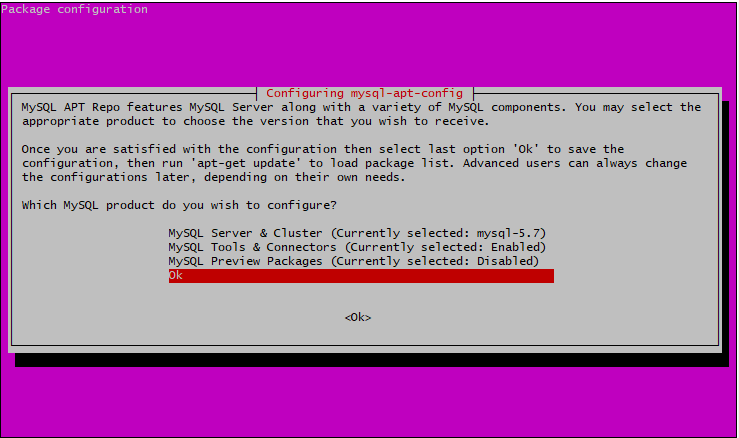 Package configuration
Configuring mysql-apt-config
MySQL APT Repo features MySQL Server along with a variety of MySQL components. You may select the
appropriate product to choose the version that you wish to receive.
Once you are satisfied with the configuration then select last option 'Ok' to save the
configuration, then run 'apt-get update' to load package list. Advanced users can always change
the configurations later, depending on their own needs.
Which MySQL product do you wish to configure?
MySQL Server & Cluster (Currently selected: mysql-5.7)
MySQL Tools & Connectors (Currently selected: Enabled)
MySQL Preview Packages (Currently selected: Disabled)
Ok
<Ok>